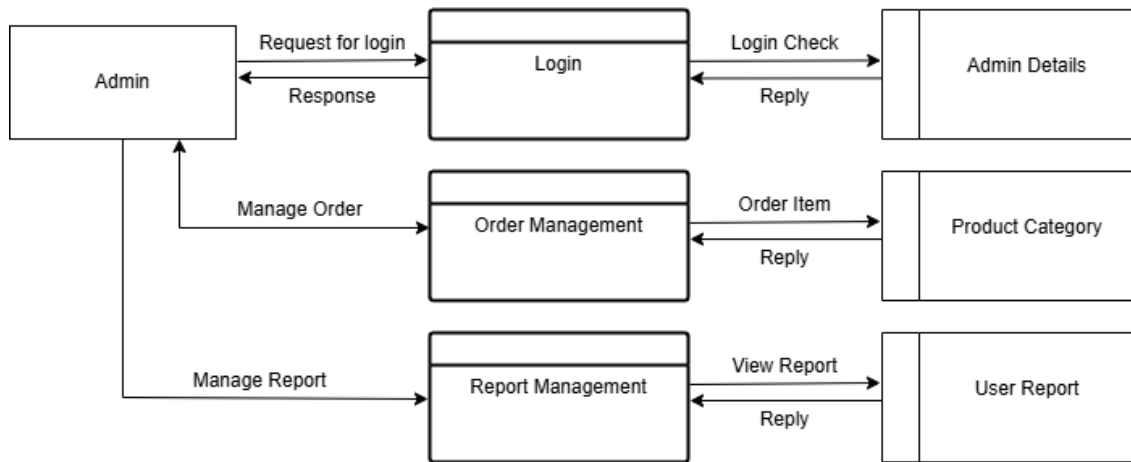 Request for login
Login Check
Admin
Login
Admin Details
Response
Reply
Manage Order
Order Management
Order Item
Product Category
Reply
Manage Report
Report Management
View Report
User Report
Reply